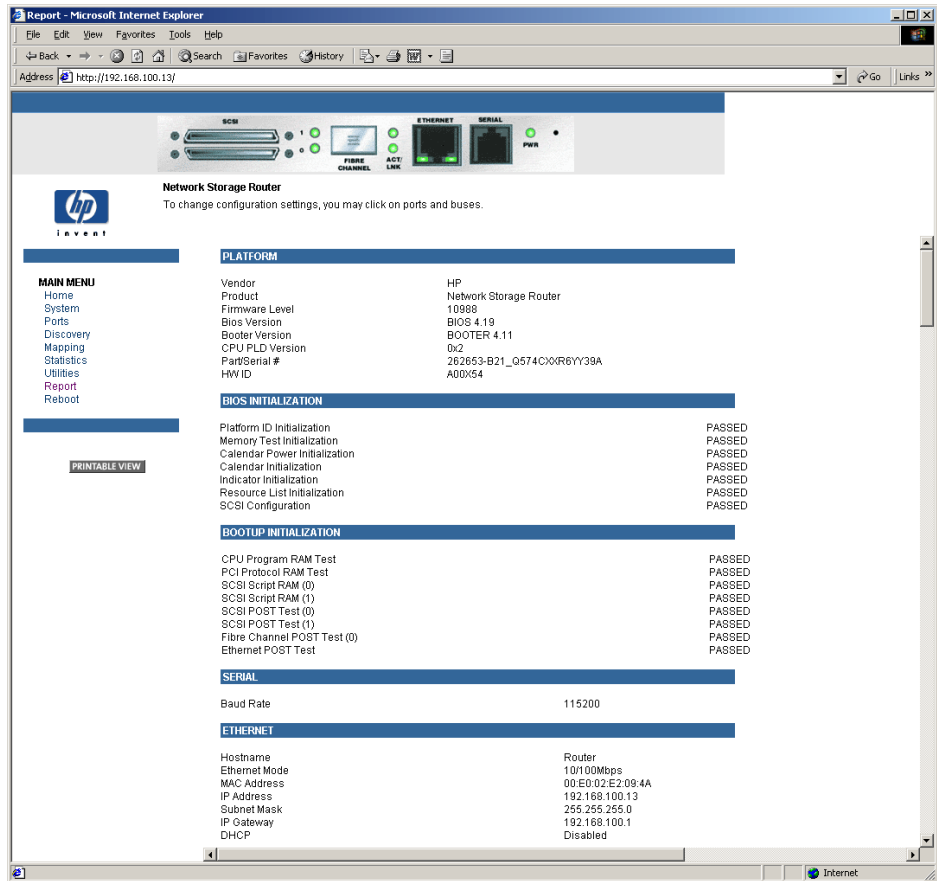 Report - Microsoft Internet Explorer
File Edit View Favorites Tools Help
Back Search Favorites History
Address http://192.168.100.13/ Go Links »
SCSI 1 0 FIBRE CHANNEL ACT/ LNK ETHERNET SERIAL PWR
hp
invent
Network Storage Router
To change configuration settings, you may click on ports and buses.
MAIN MENU
Home
System
Ports
Discovery
Mapping
Statistics
Utilities
Report
Reboot
PRINTABLE VIEW
PLATFORM
Vendor HP
Product Network Storage Router
Firmware Level 10988
Bios Version BIOS 4.19
Booter Version BOOTER 4.11
CPU PLD Version 0x2
Part/Serial # 262653-B21_Q574CXXR6YY39A
HW ID A00X54
BIOS INITIALIZATION
Platform ID Initialization PASSED
Memory Test Initialization PASSED
Calendar Power Initialization PASSED
Calendar Initialization PASSED
Indicator Initialization PASSED
Resource List Initialization PASSED
SCSI Configuration PASSED
BOOTUP INITIALIZATION
CPU Program RAM Test PASSED
PCI Protocol RAM Test PASSED
SCSI Script RAM (0) PASSED
SCSI Script RAM (1) PASSED
SCSI POST Test (0) PASSED
SCSI POST Test (1) PASSED
Fibre Channel POST Test (0) PASSED
Ethernet POST Test PASSED
SERIAL
Baud Rate 115200
ETHERNET
Hostname Router
Ethernet Mode 10/100Mbps
MAC Address 00:E0:02:E2:09:4A
IP Address 192.168.100.13
Subnet Mask 255.255.255.0
IP Gateway 192.168.100.1
DHCP Disabled
Internet